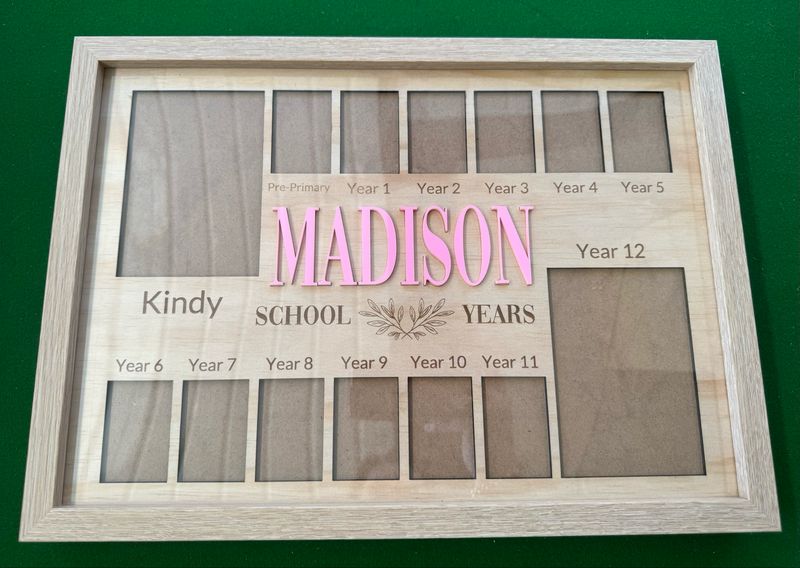 Pre-Primary Year 1 Year 2 Year 3 Year 4 Year 5
MADISON
Year 12
Kindy
SCHOOL YEARS
Year 6 Year 7 Year 8 Year 9 Year 10 Year 11